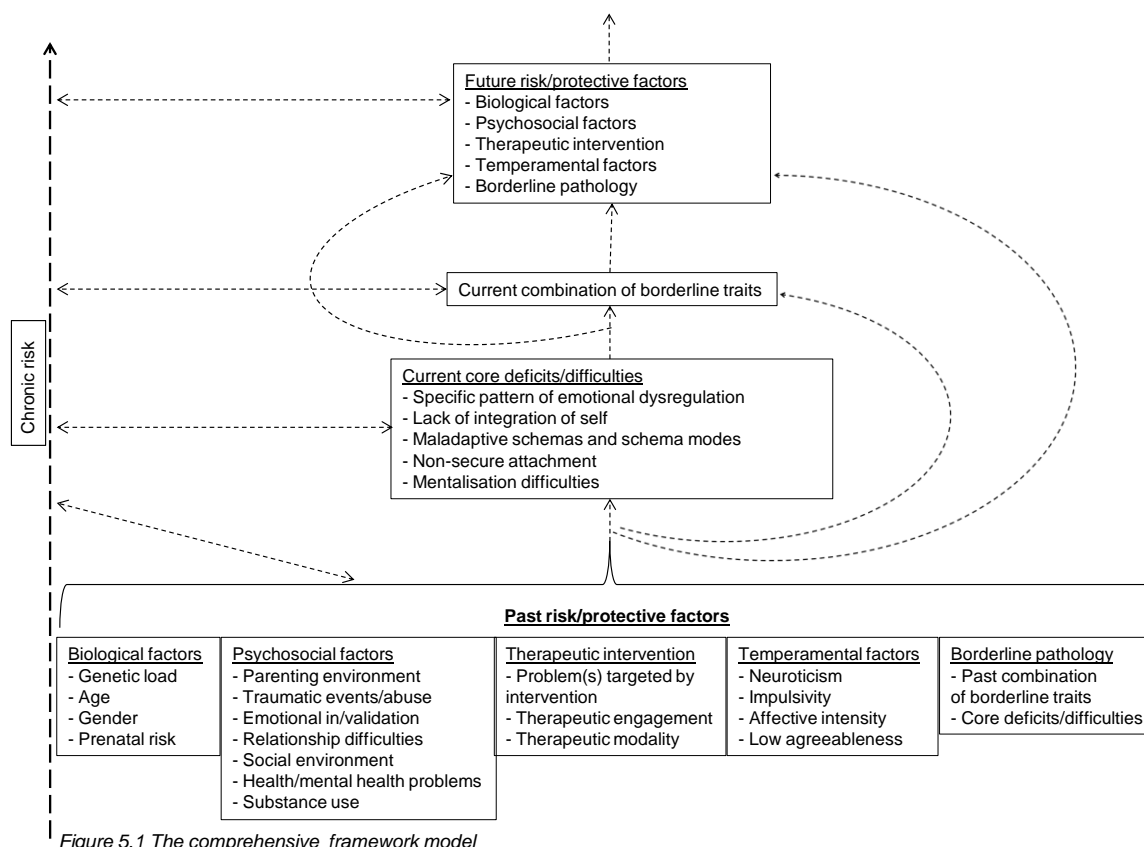 Future risk/protective factors
- Biological factors
- Psychosocial factors
- Therapeutic intervention
- Temperamental factors
- Borderline pathology
Current combination of borderline traits
Chronic risk
Current core deficits/difficulties
- Specific pattern of emotional dysregulation
- Lack of integration of self
- Maladaptive schemas and schema modes
- Non-secure attachment
- Mentalisation difficulties
Past risk/protective factors
Biological factors
- Genetic load
- Age
- Gender
- Prenatal risk
Psychosocial factors
- Parenting environment
- Traumatic events/abuse
- Emotional in/validation
- Relationship difficulties
- Social environment
- Health/mental health problems
- Substance use
Therapeutic intervention
- Problem(s) targeted by
intervention
- Therapeutic engagement
- Therapeutic modality
Temperamental factors
- Neuroticism
- Impulsivity
- Affective intensity
- Low agreeableness
Borderline pathology
- Past combination
of borderline traits
- Core deficits/difficulties
Figure 5.1 The comprehensive framework model